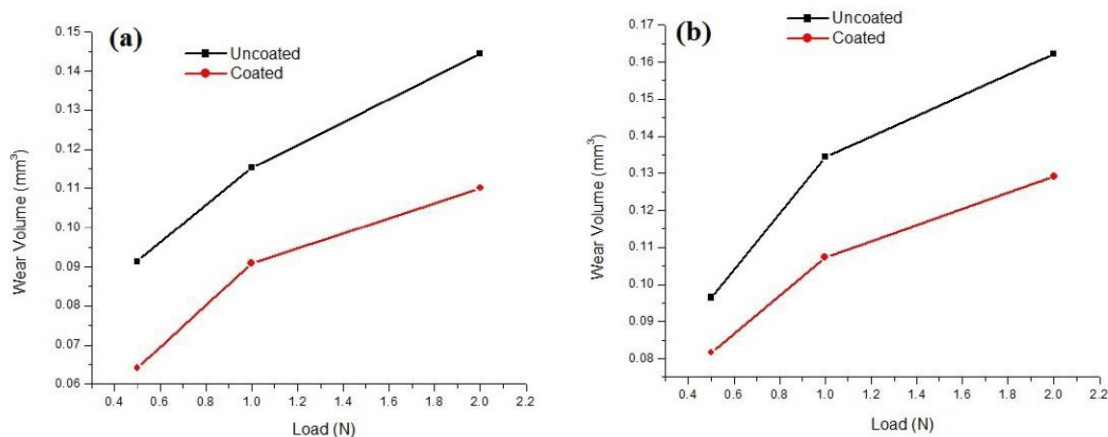 (a)
Uncoated
Coated
Wear Volume (mm³)
0.15
0.14
0.13
0.12
0.11
0.10
0.09
0.08
0.07
0.06
0.4 0.6 0.8 1.0 1.2 1.4 1.6 1.8 2.0 2.2
Load (N)
(b)
Uncoated
Coated
Wear Volume (mm³)
0.17
0.16
0.15
0.14
0.13
0.12
0.11
0.10
0.09
0.08
0.4 0.6 0.8 1.0 1.2 1.4 1.6 1.8 2.0 2.2
Load (N)